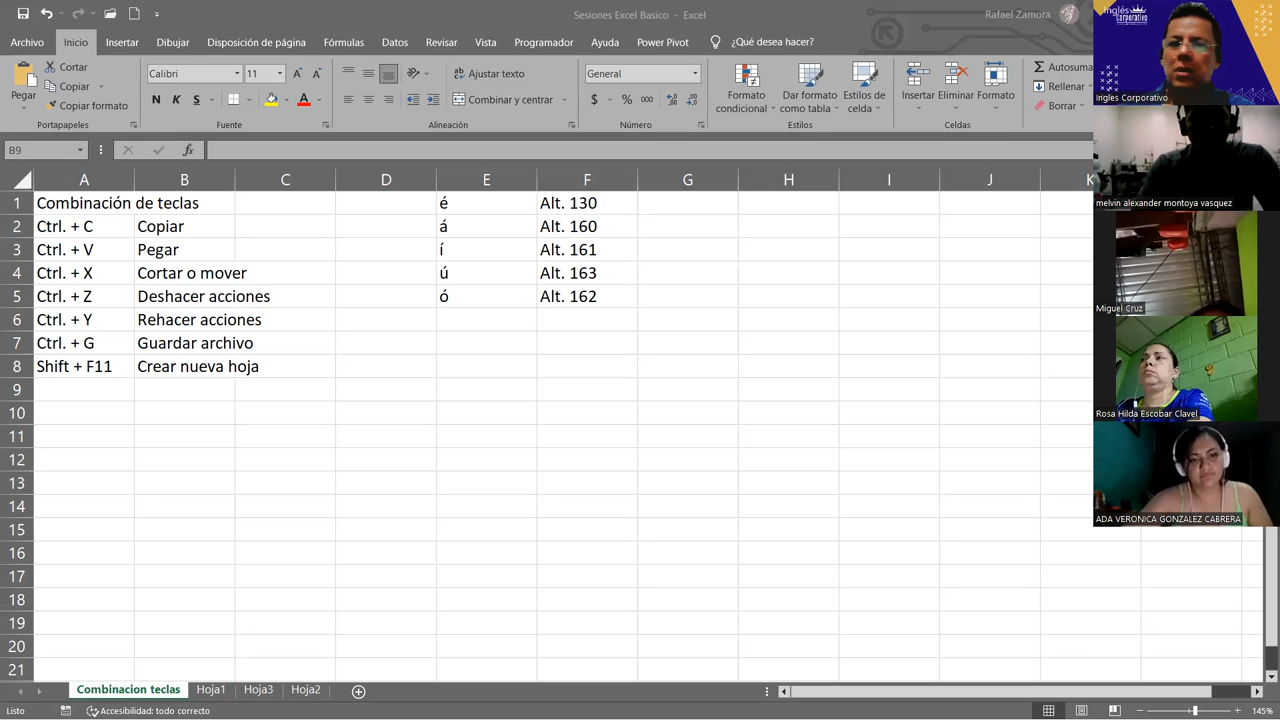 Sesiones Excel Basico - Excel
Rafael Zamora
Archivo Inicio Insertar Dibujar Disposición de página Fórmulas Datos Revisar Vista Programador Ayuda Power Pivot ¿Qué desea hacer?
Pegar
Cortar
Copiar
Copiar formato
Portapapeles
Calibri 11
N K S
Fuente
Ajustar texto
Combinar y centrar
Alineación
General
$ % 000
Número
Formato condicional
Dar formato como tabla
Estilos de celda
Estilos
Insertar Eliminar Formato
Celdas
Autosuma
Rellenar
Borrar
B9
fx
A B C D E F G H I J K
1 Combinación de teclas é Alt. 130
2 Ctrl. + C Copiar á Alt. 160
3 Ctrl. + V Pegar í Alt. 161
4 Ctrl. + X Cortar o mover ú Alt. 163
5 Ctrl. + Z Deshacer acciones ó Alt. 162
6 Ctrl. + Y Rehacer acciones
7 Ctrl. + G Guardar archivo
8 Shift + F11 Crear nueva hoja
9
10
11
12
13
14
15
16
17
18
19
20
21
Combinacion teclas Hoja1 Hoja3 Hoja2
Listo Accesibilidad: todo correcto 145%
Inglés
Corporativo
Ingles Corporativo
melvin alexander montoya vasquez
Miguel Cruz
Rosa Hilda Escobar Clavel
ADA VERONICA GONZALEZ CABRERA